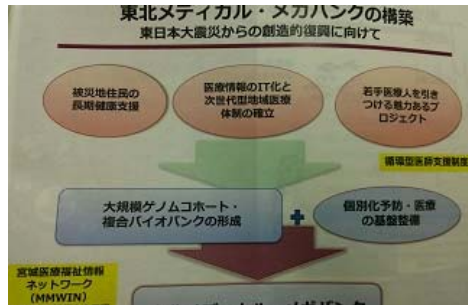 東北メディカル・メガバンクの構築
東日本大震災からの創造的復興に向けて
被災地住民の
長期健康支援
医療情報のIT化と
次世代型地域医療
体制の確立
若手医療人を引き
つける魅力あるプ
ロジェクト
循環型医師支援制度
大規模ゲノムコホート・
複合バイオバンクの形成
+
個別化予防・医療
の基盤整備
宮城医療福祉情報
ネットワーク
(MMWIN)